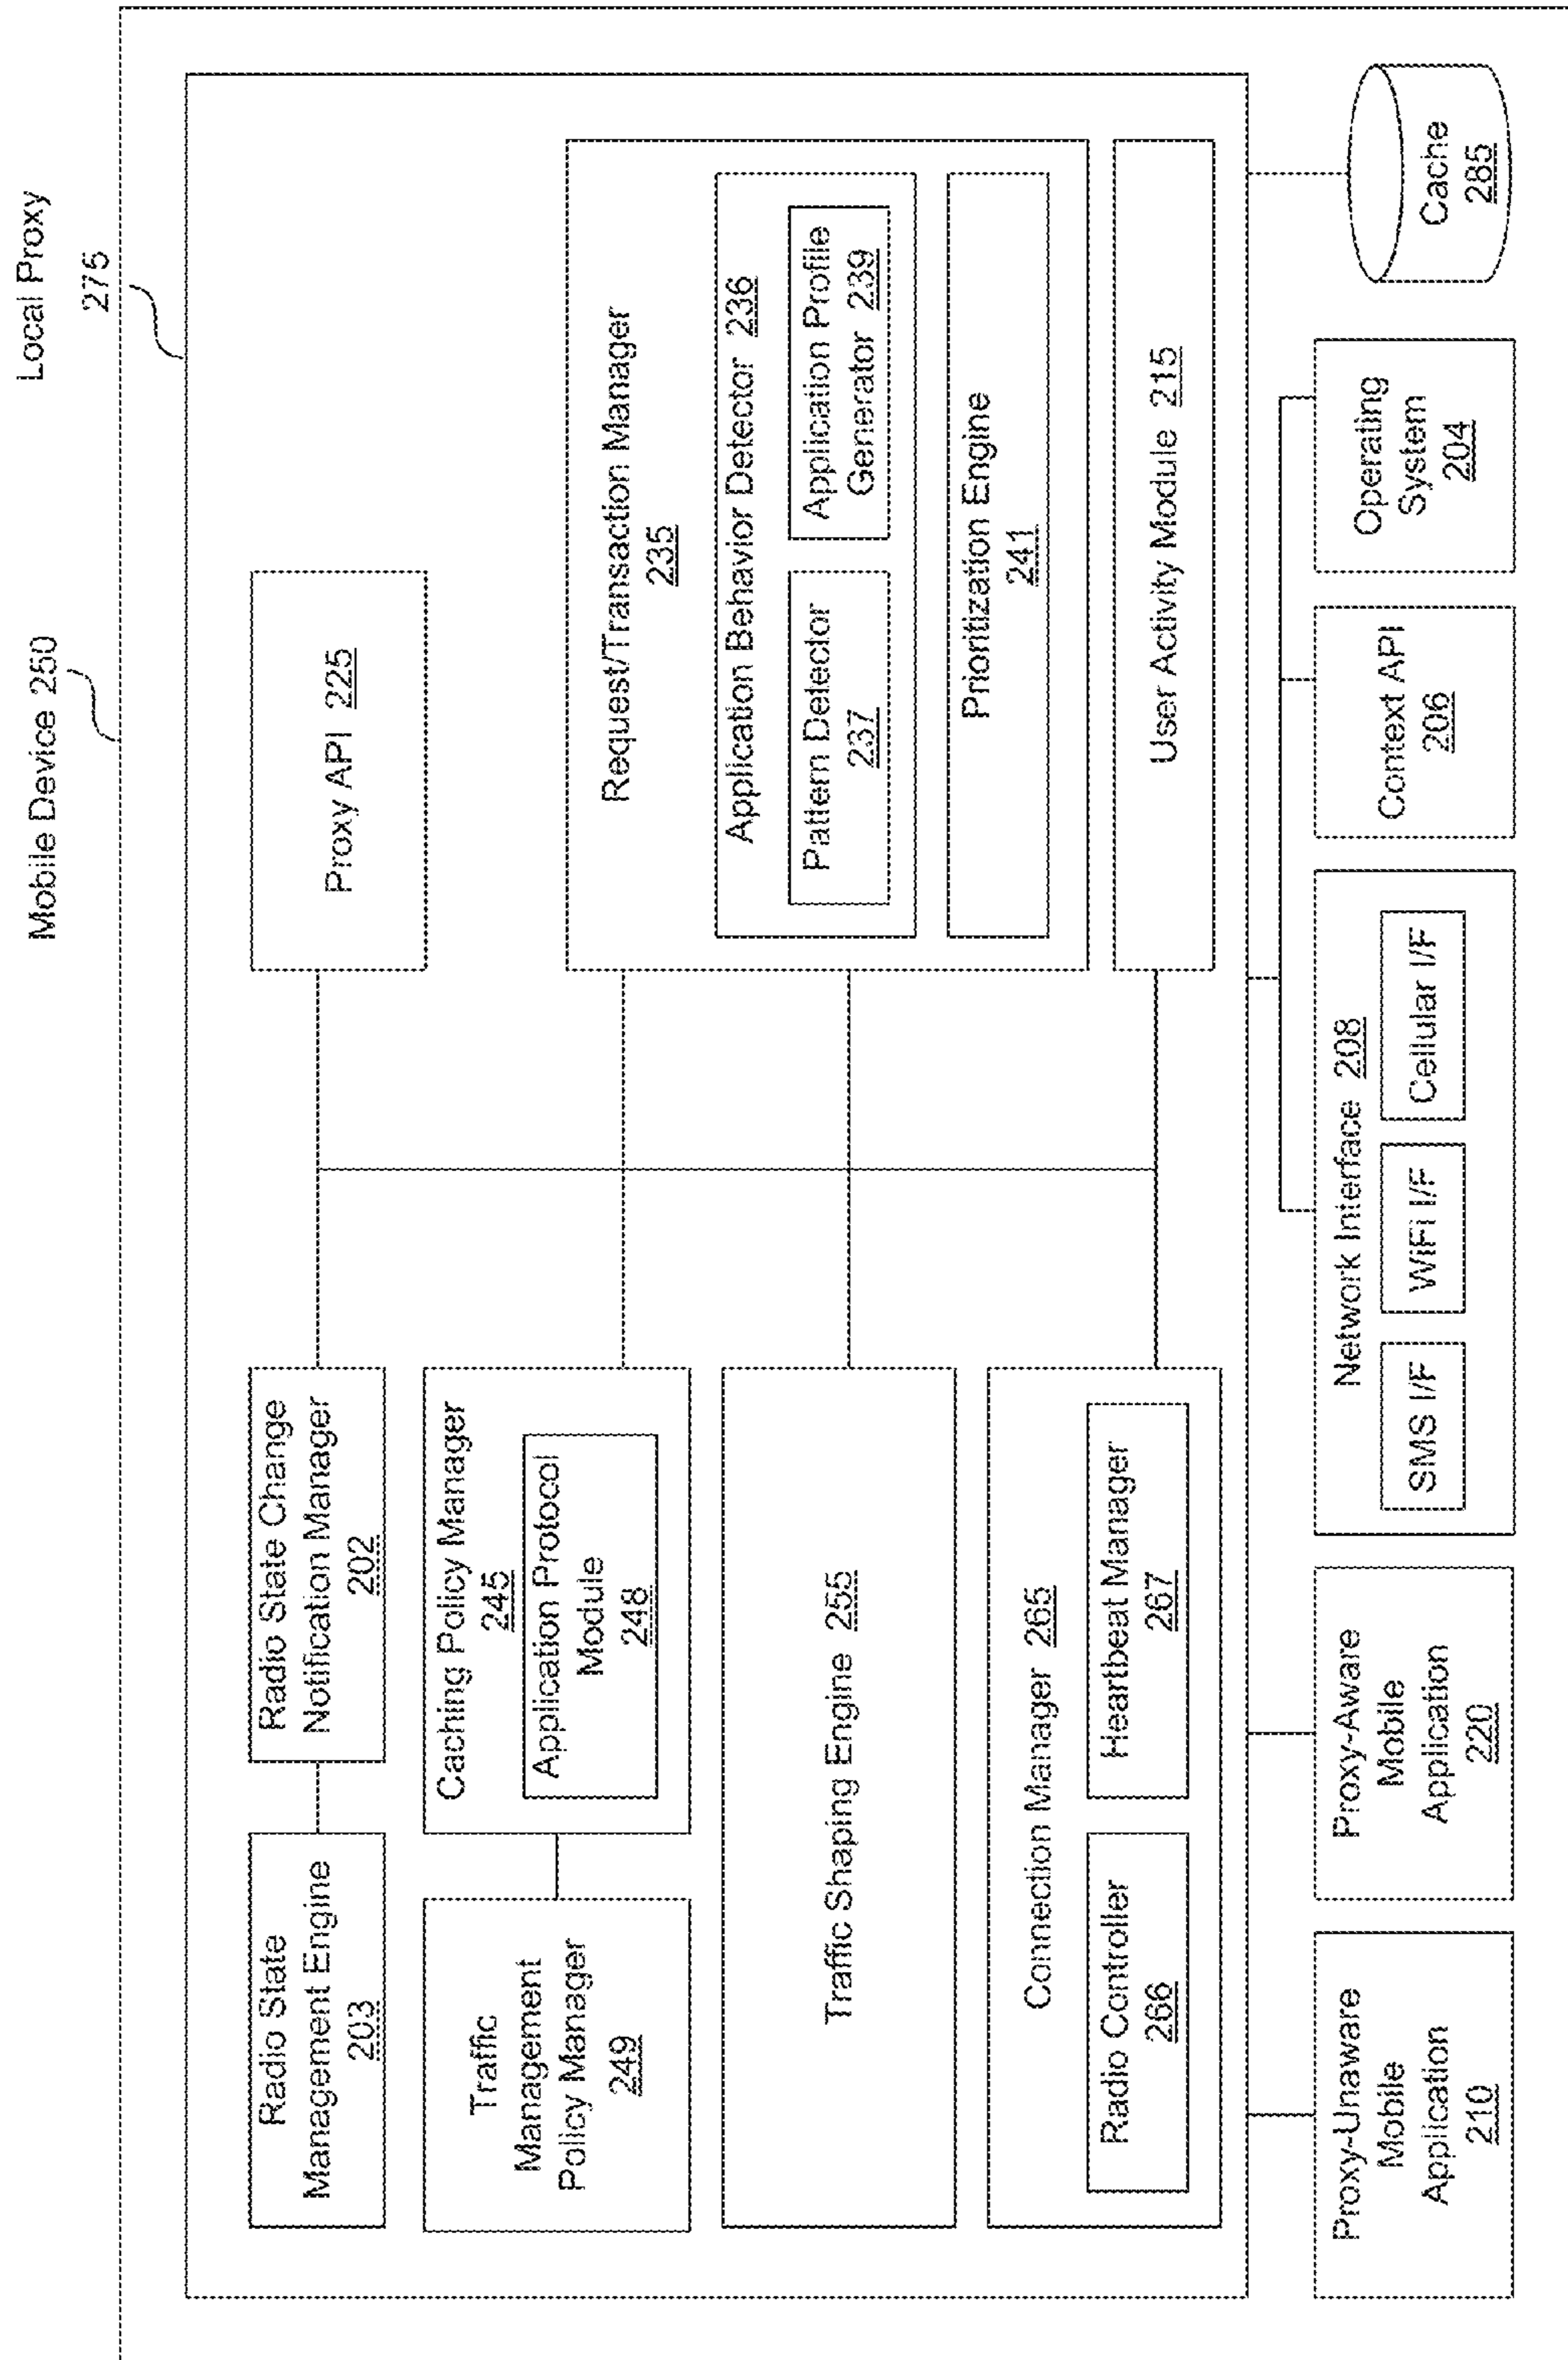 Mobile Device 250
Local Proxy
275
Radio State
Management Engine
203
Radio State Change
Notification Manager
202
Proxy API 225
Traffic
Management
Policy Manager
249
Caching Policy Manager
245
Application Protocol
Module
248
Request/Transaction Manager
235
Application Behavior Detector 236
Pattern Detector
237
Application Profile
Generator 239
Traffic Shaping Engine 255
Prioritization Engine
241
Connection Manager 265
Radio Controller
266
Heartbeat Manager
267
User Activity Module 215
Proxy-Unaware
Mobile
Application
210
Proxy-Aware
Mobile
Application
220
Network Interface 208
SMS I/F
WiFi I/F
Cellular I/F
Context API
206
Operating
System
204
Cache
285